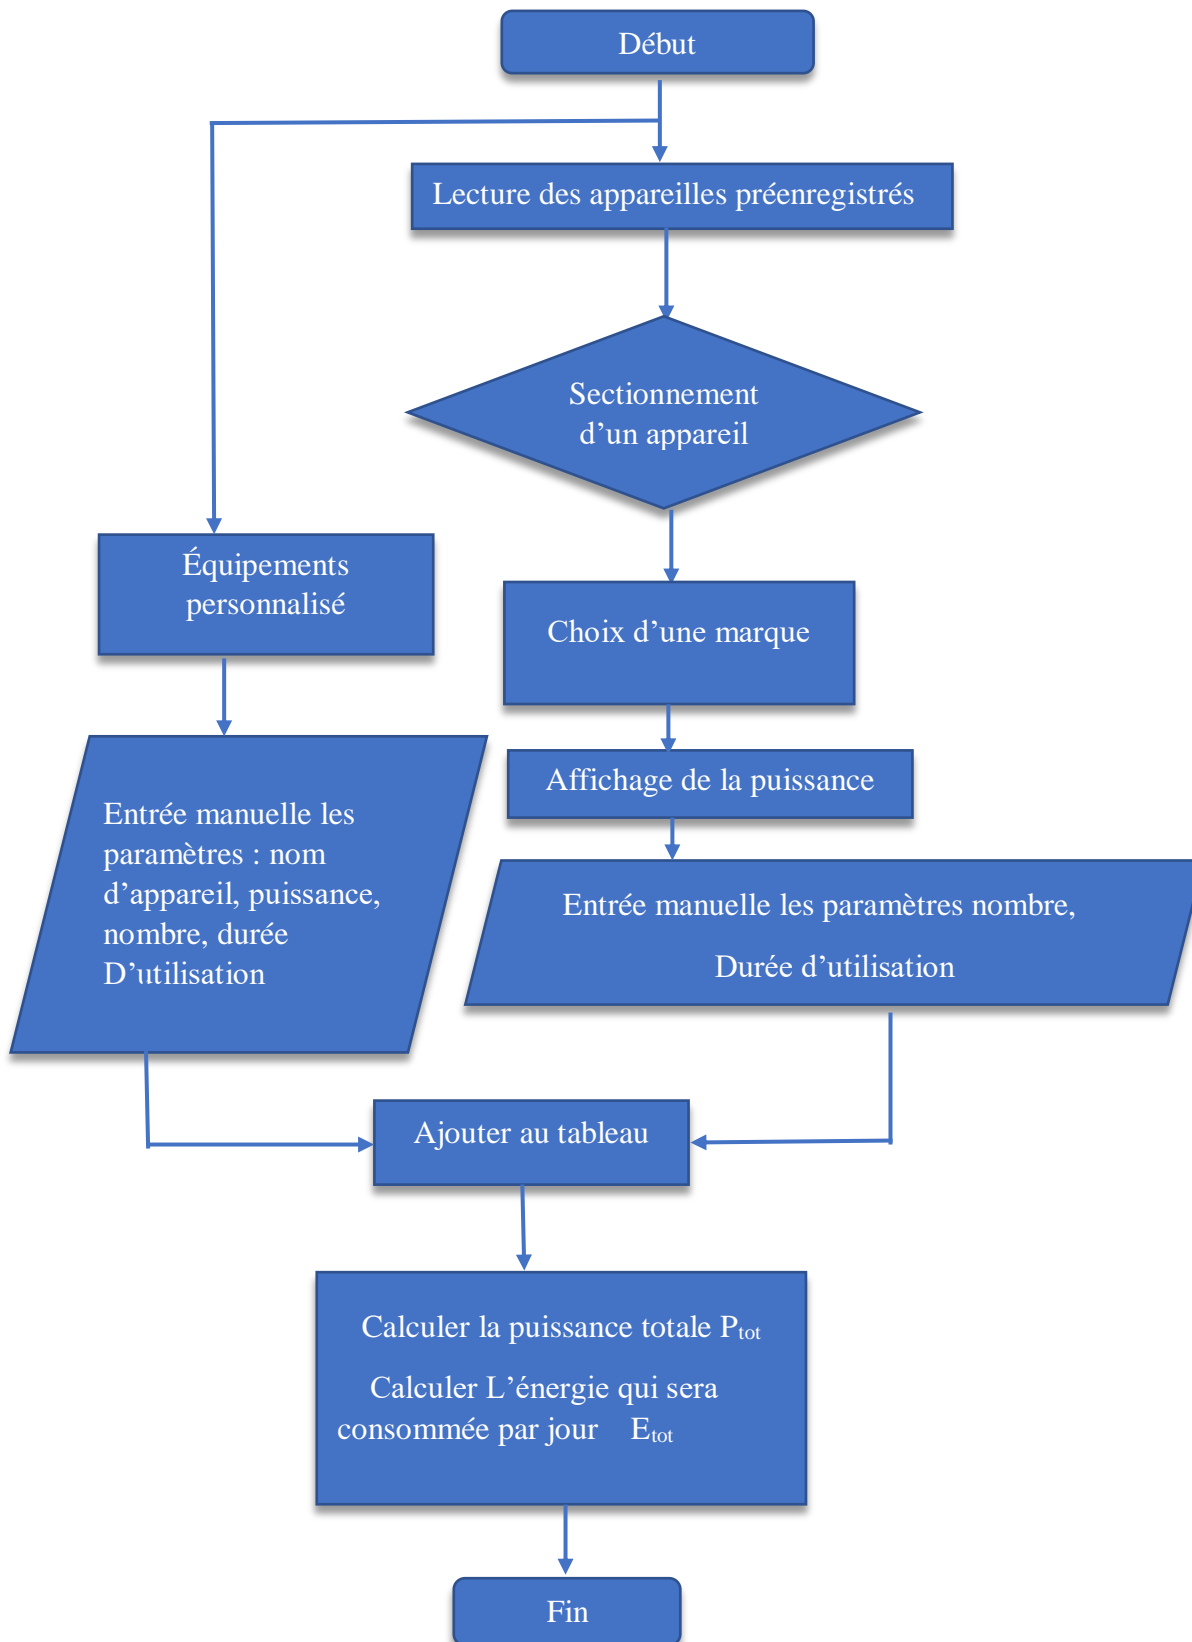 Début
Lecture des appareilles préenregistrés
Sectionnement
d’un appareil
Équipements
personnalisé
Choix d’une marque
Affichage de la puissance
Entrée manuelle les
paramètres : nom
d’appareil, puissance,
nombre, durée
D’utilisation
Entrée manuelle les paramètres nombre,
Durée d’utilisation
Ajouter au tableau
Calculer la puissance totale Ptot
Calculer L’énergie qui sera
consommée par jour Etot
Fin